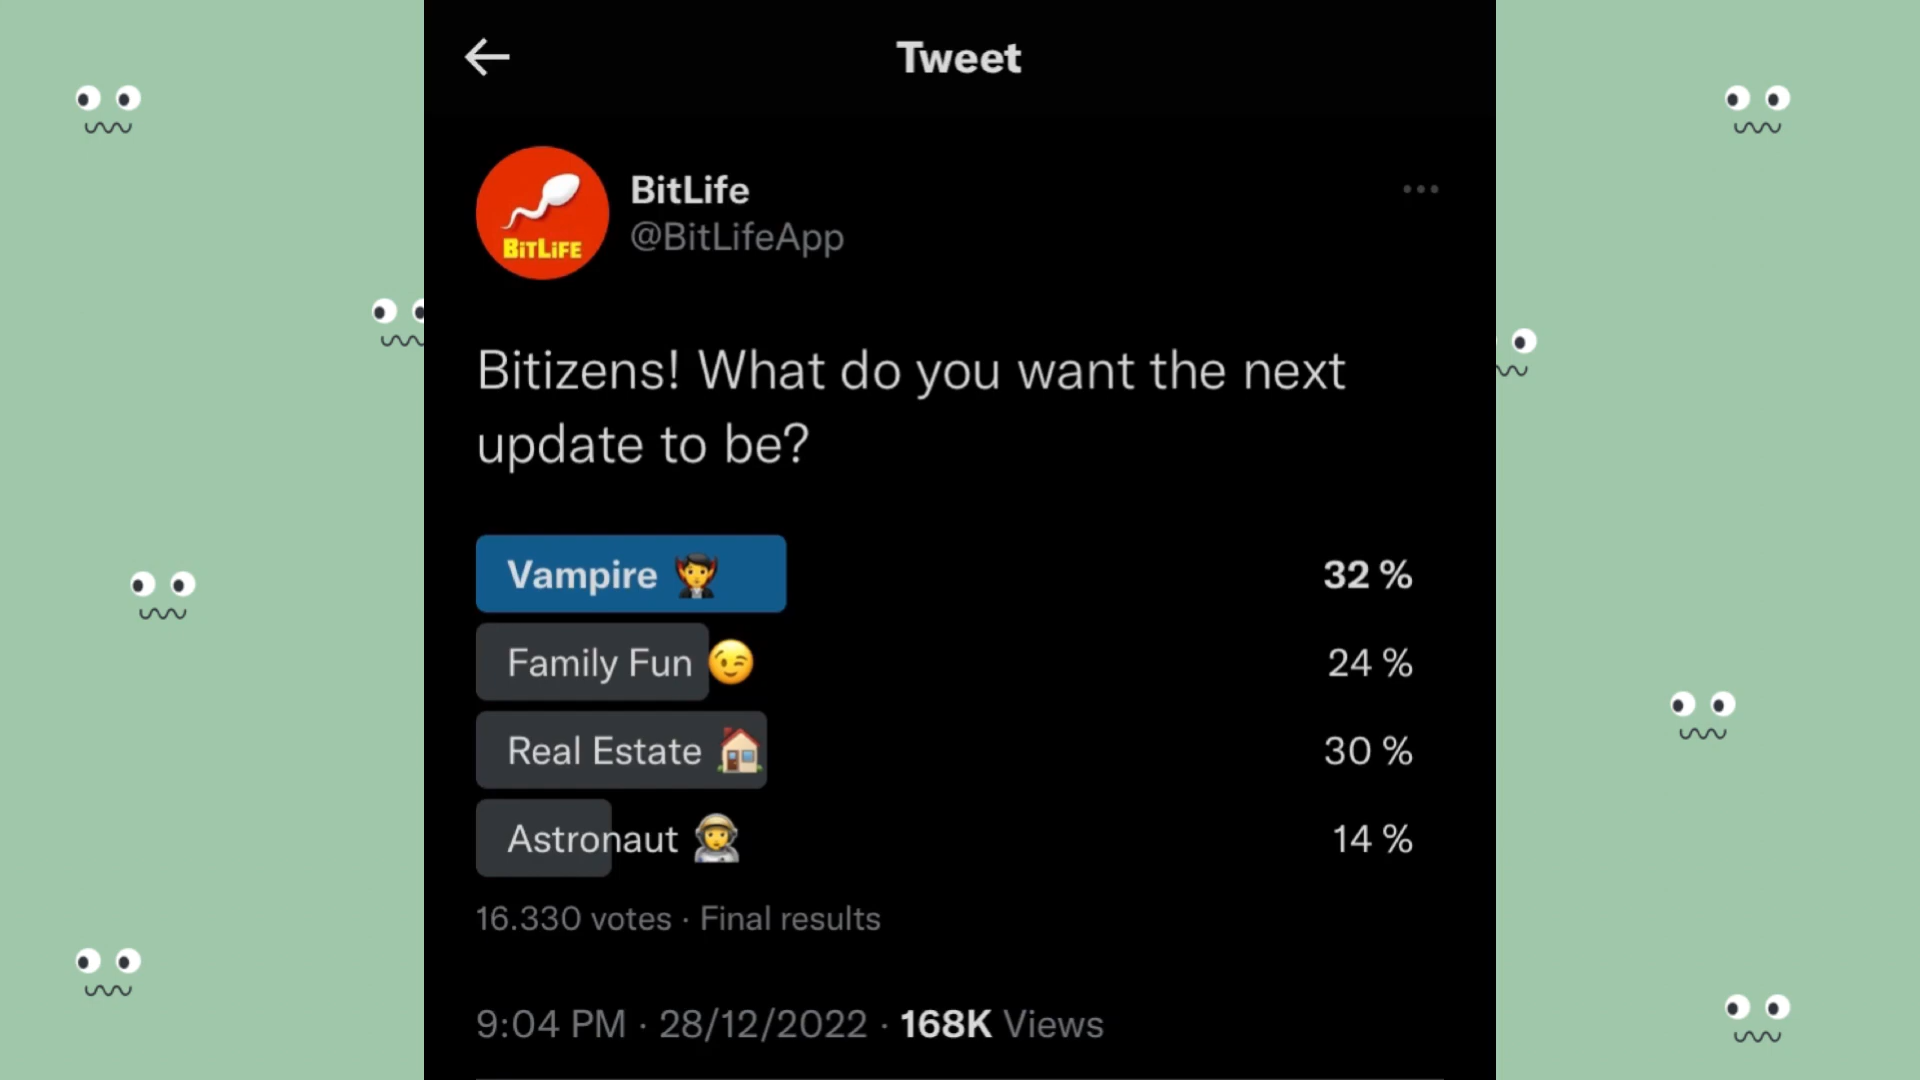 Tweet
BitLife
@BitLifeApp
BITLIFE
Bitizens! What do you want the next
update to be?
Vampire 🧛 32 %
Family Fun 😉 24 %
Real Estate 🏠 30 %
Astronaut 🧑‍🚀 14 %
16.330 votes · Final results
9:04 PM · 28/12/2022 · 168K Views